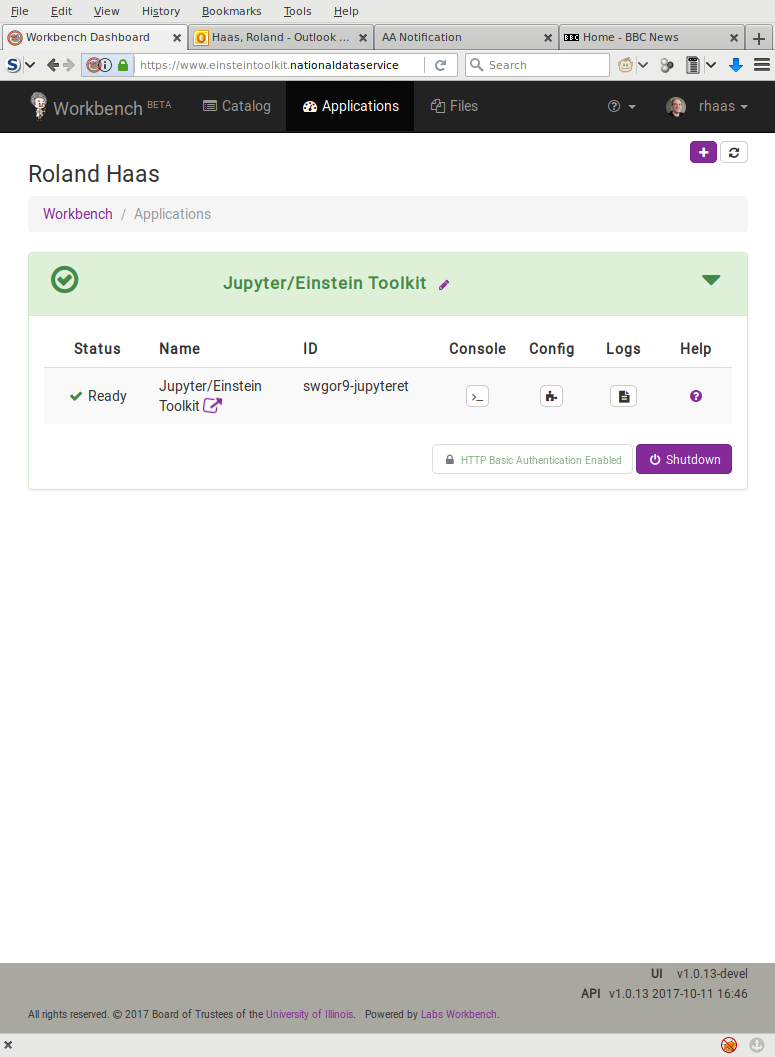 File Edit View History Bookmarks Tools Help
Workbench Dashboard Haas, Roland - Outlook ... AA Notification BBC Home - BBC News
S https://www.einsteintoolkit.nationaldataservice Search
Workbench BETA Catalog Applications Files rhaas
Roland Haas
Workbench / Applications
Jupyter/Einstein Toolkit
Status Name ID Console Config Logs Help
Ready Jupyter/Einstein swgor9-jupyteret
Toolkit
HTTP Basic Authentication Enabled Shutdown
UI v1.0.13-devel
API v1.0.13 2017-10-11 16:46
All rights reserved. © 2017 Board of Trustees of the University of Illinois. Powered by Labs Workbench.